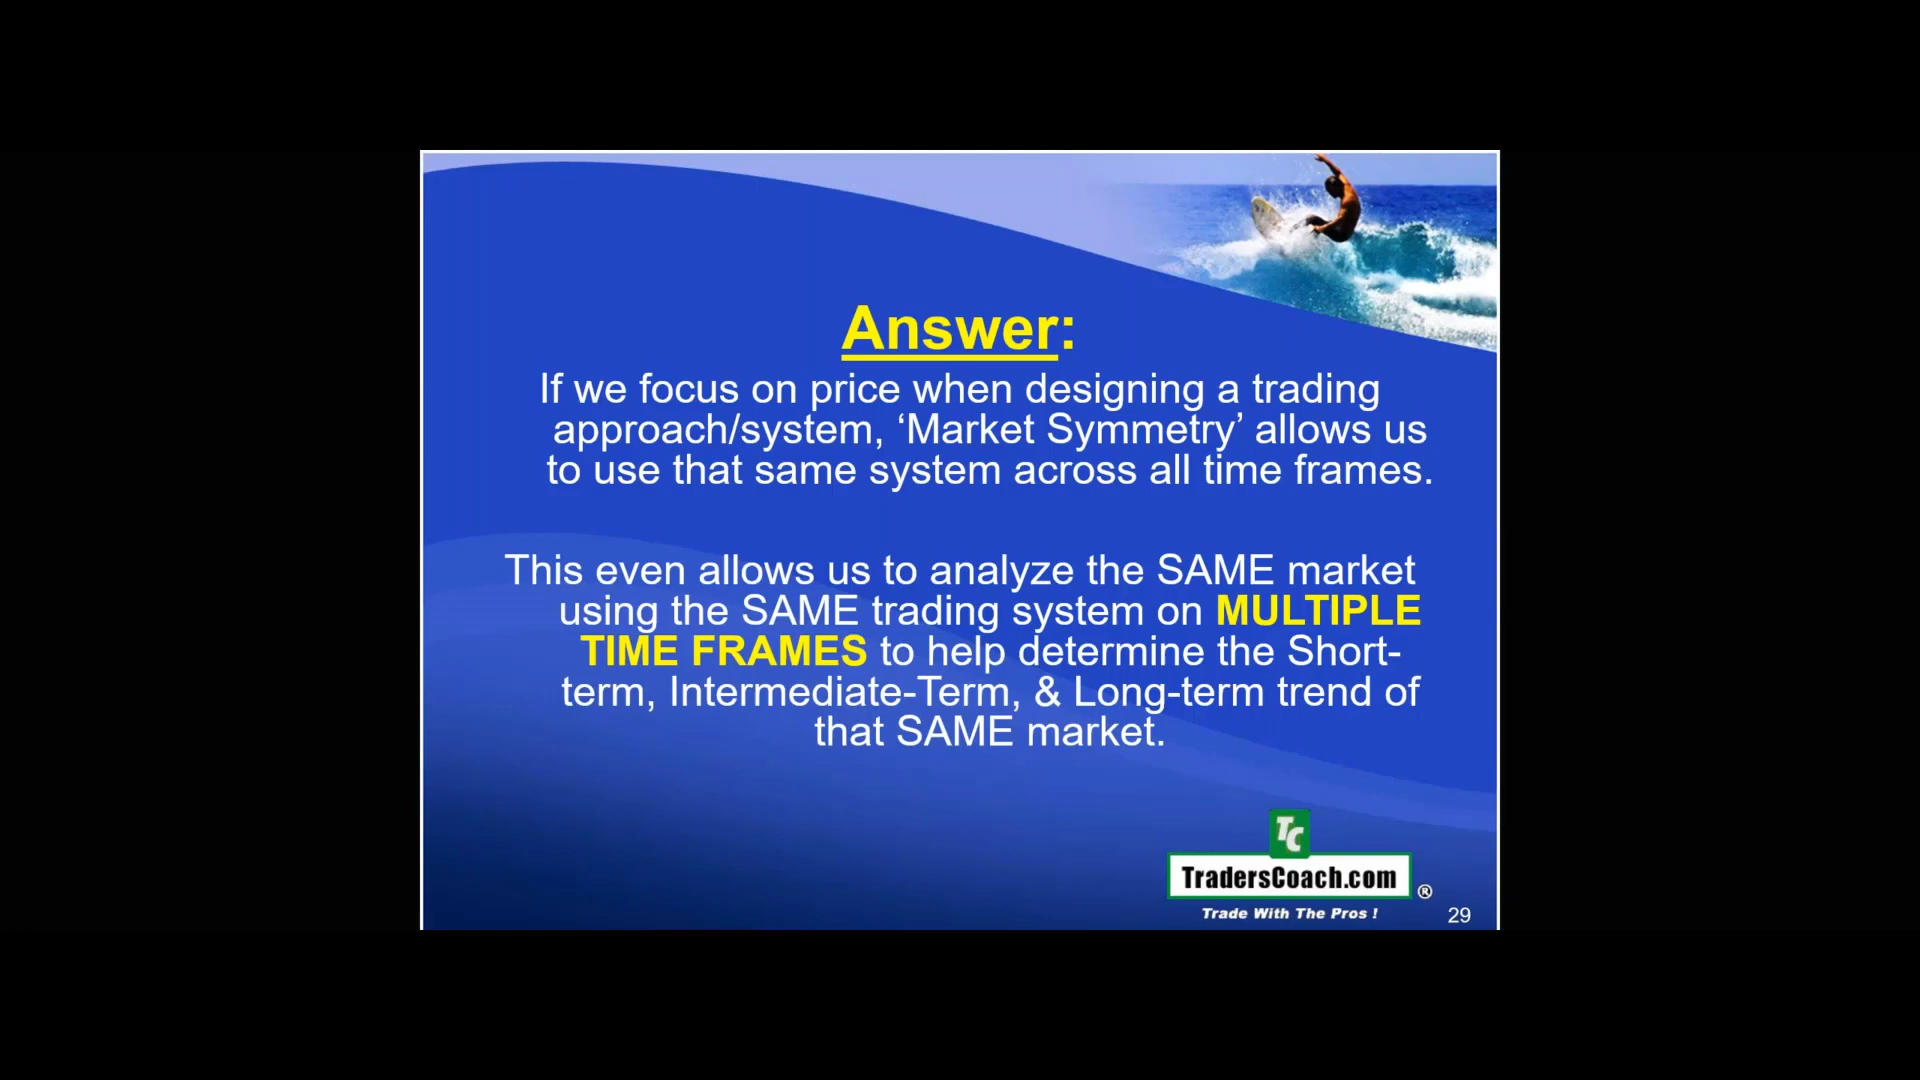 Answer:
If we focus on price when designing a trading
approach/system, ‘Market Symmetry’ allows us
to use that same system across all time frames.
This even allows us to analyze the SAME market
using the SAME trading system on MULTIPLE
TIME FRAMES to help determine the Short-
term, Intermediate-Term, & Long-term trend of
that SAME market.
TC
TradersCoach.com ®
Trade With The Pros !
29